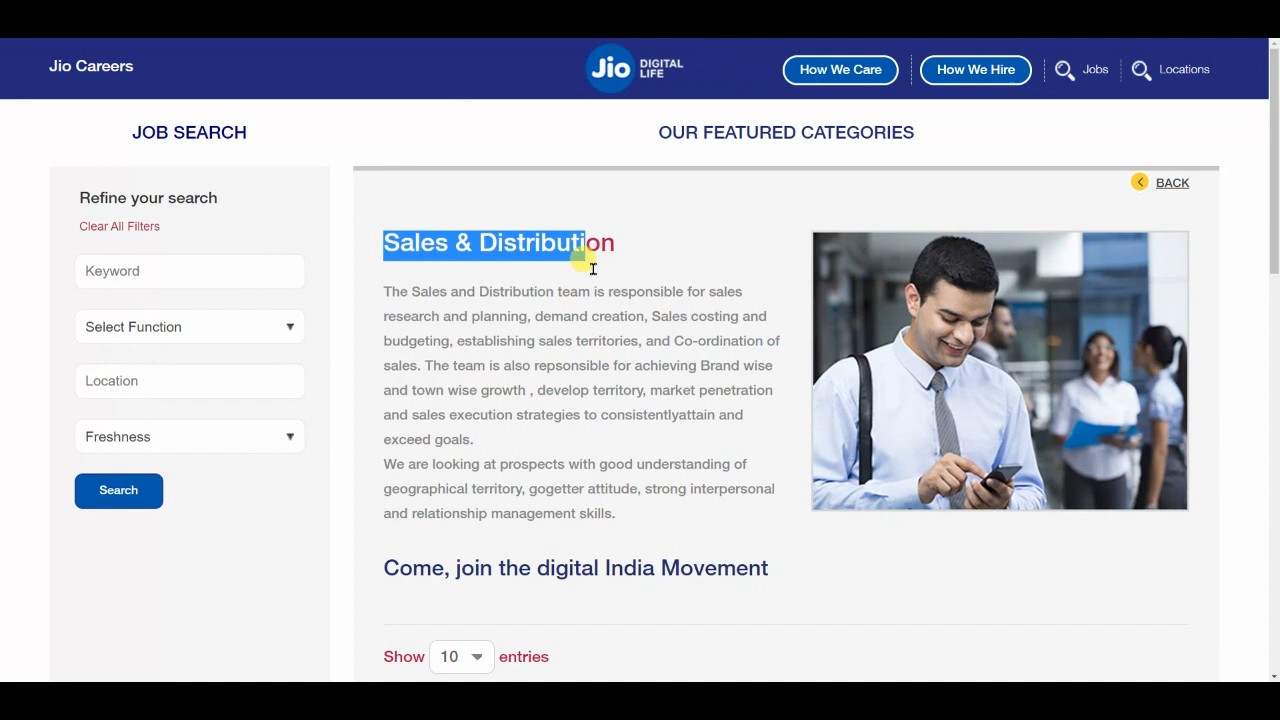 Jio Careers
Jio DIGITAL LIFE
How We Care
How We Hire
Jobs
Locations
JOB SEARCH
OUR FEATURED CATEGORIES
Refine your search
Clear All Filters
Keyword
Select Function
Location
Freshness
Search
BACK
Sales & Distribution
The Sales and Distribution team is responsible for sales
research and planning, demand creation, Sales costing and
budgeting, establishing sales territories, and Co-ordination of
sales. The team is also repsonsible for achieving Brand wise
and town wise growth , develop territory, market penetration
and sales execution strategies to consistentlyattain and
exceed goals.
We are looking at prospects with good understanding of
geographical territory, gogetter attitude, strong interpersonal
and relationship management skills.
Come, join the digital India Movement
Show 10 entries